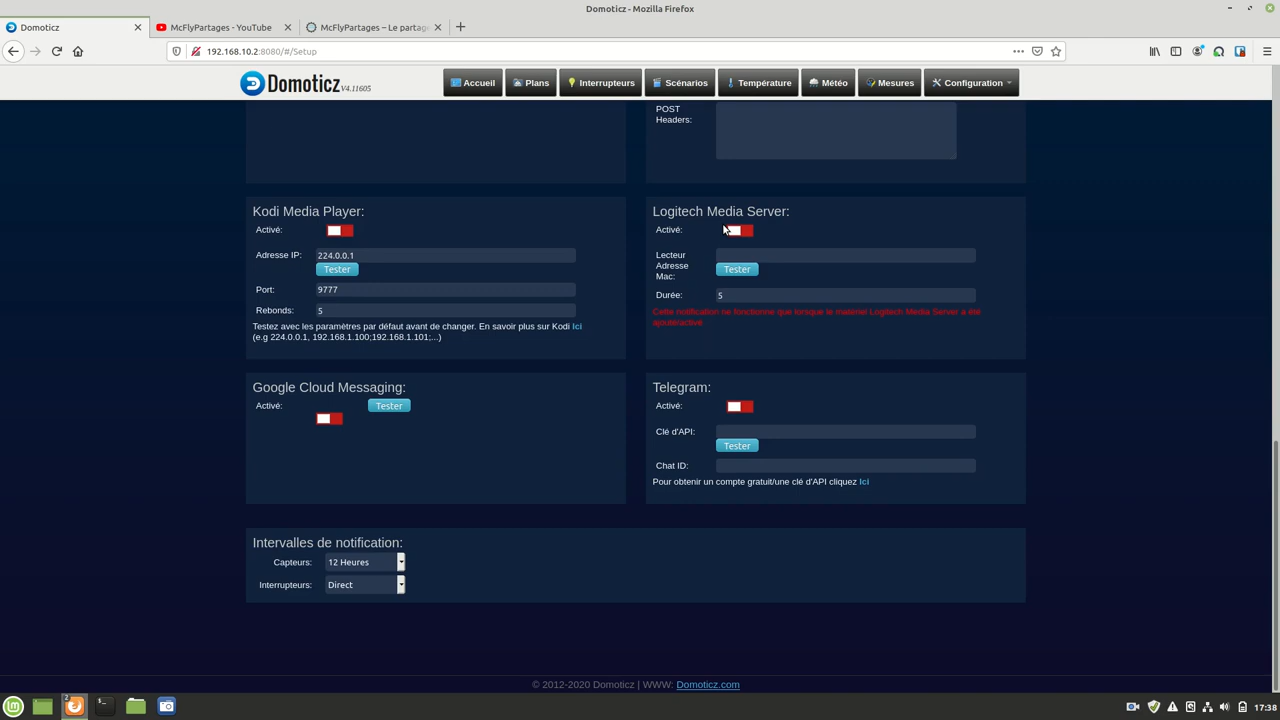 Domoticz - Mozilla Firefox
Domoticz
McFlyPartages - YouTube
McFlyPartages – Le partage
192.168.10.2:8080/#/Setup
Domoticz V4.11605
Accueil
Plans
Interrupteurs
Scénarios
Température
Météo
Mesures
Configuration
POST
Headers:
Kodi Media Player:
Activé:
Adresse IP: 224.0.0.1
Tester
Port: 9777
Rebonds: 5
Testez avec les paramètres par défaut avant de changer. En savoir plus sur Kodi Ici
(e.g 224.0.0.1, 192.168.1.100;192.168.1.101;...)
Logitech Media Server:
Activé:
Lecteur
Adresse
Mac:
Tester
Durée: 5
Cette notification ne fonctionne que lorsque le matériel Logitech Media Server a été
ajouté/activé
Google Cloud Messaging:
Activé:
Tester
Telegram:
Activé:
Clé d'API:
Tester
Chat ID:
Pour obtenir un compte gratuit/une clé d'API cliquez Ici
Intervalles de notification:
Capteurs: 12 Heures
Interrupteurs: Direct
© 2012-2020 Domoticz | WWW: Domoticz.com
2
17:38